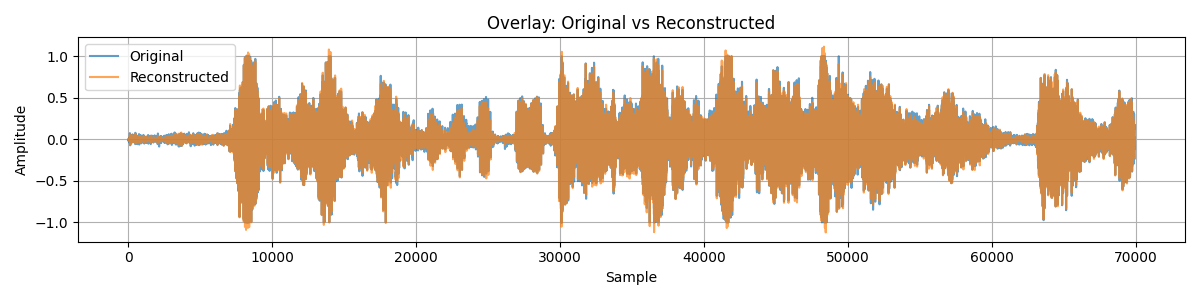 Overlay: Original vs Reconstructed
Original
Reconstructed
Amplitude
1.0
0.5
0.0
−0.5
−1.0
0 10000 20000 30000 40000 50000 60000 70000
Sample